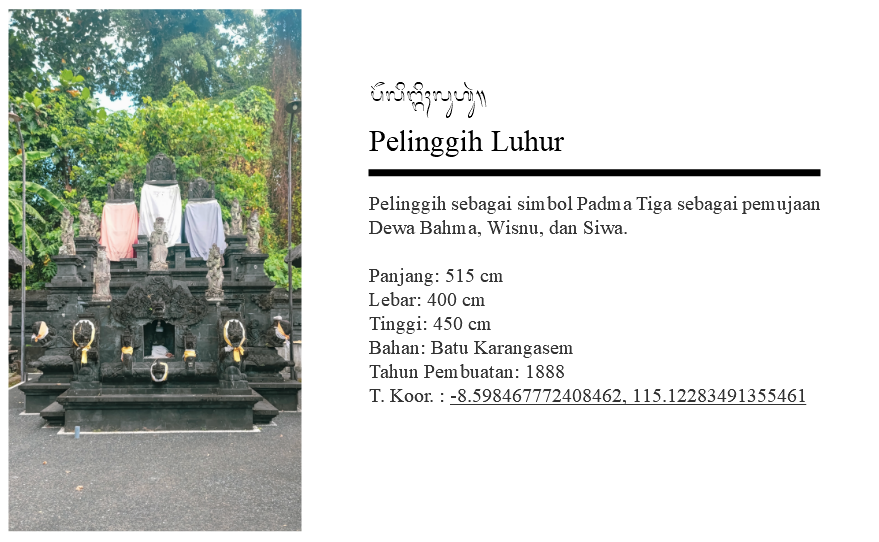 ᬧᭂᬮᬶᬂᬕᬶᬄᬮᬸᬳᬸᬃ᭟
Pelinggih Luhur
Pelinggih sebagai simbol Padma Tiga sebagai pemujaan
Dewa Bahma, Wisnu, dan Siwa.
Panjang: 515 cm
Lebar: 400 cm
Tinggi: 450 cm
Bahan: Batu Karangasem
Tahun Pembuatan: 1888
T. Koor. : -8.598467772408462, 115.12283491355461